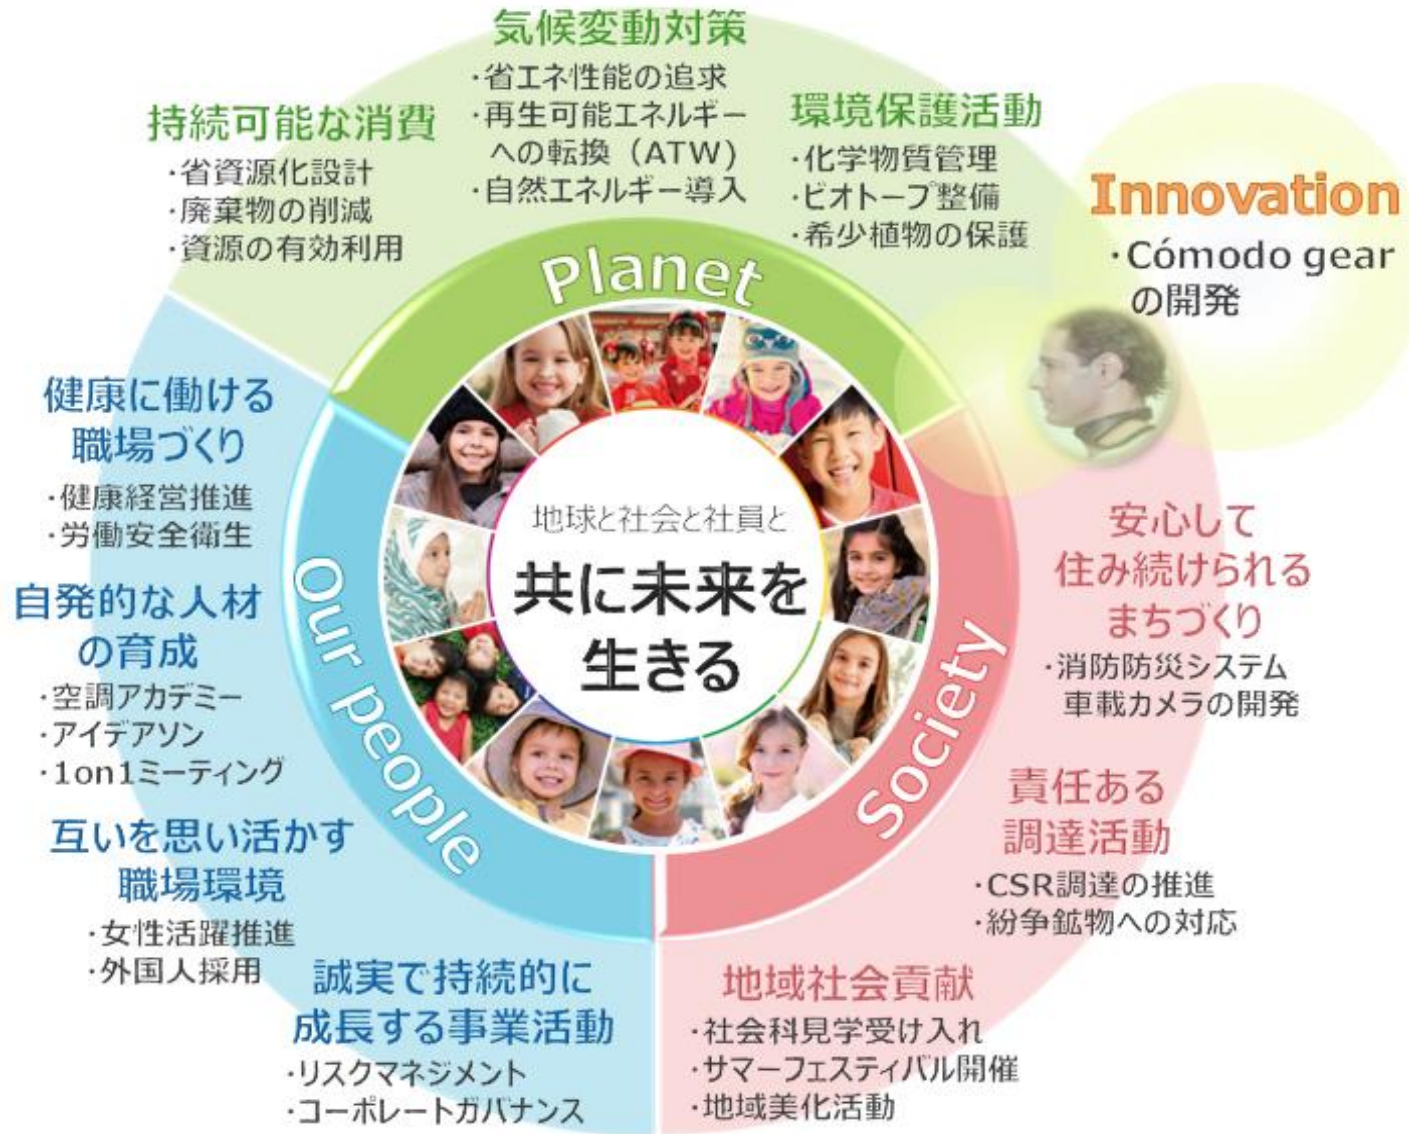 気候変動対策
・省エネ性能の追求
・再生可能エネルギー
への転換（ATW）
・自然エネルギー導入
持続可能な消費
・省資源化設計
・廃棄物の削減
・資源の有効利用
環境保護活動
・化学物質管理
・ビオトープ整備
・希少植物の保護
Innovation
・Cómodo gear
の開発
Planet
健康に働ける
職場づくり
・健康経営推進
・労働安全衛生
自発的な人材
の育成
・空調アカデミー
・アイデアソン
・1on1ミーティング
互いを思い活かす
職場環境
・女性活躍推進
・外国人採用
誠実で持続的に
成長する事業活動
・リスクマネジメント
・コーポレートガバナンス
Our people
地球と社会と社員と
共に未来を
生きる
Society
安心して
住み続けられる
まちづくり
・消防防災システム
車載カメラの開発
責任ある
調達活動
・CSR調達の推進
・紛争鉱物への対応
地域社会貢献
・社会科見学受け入れ
・サマーフェスティバル開催
・地域美化活動